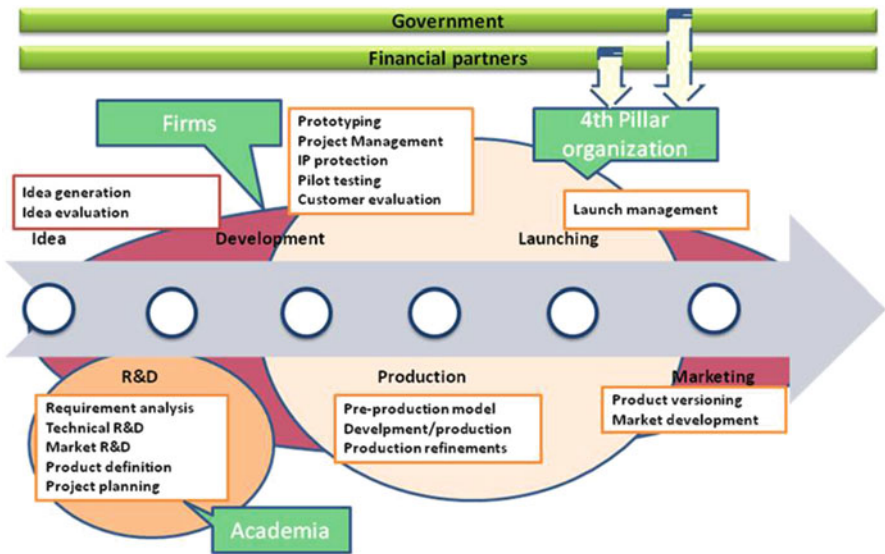 Government
Financial partners
Firms
Prototyping
Project Management
IP protection
Pilot testing
Customer evaluation
4th Pillar
organization
Idea generation
Idea evaluation
Launch management
Idea
Development
Launching
R&D
Production
Marketing
Requirement analysis
Technical R&D
Market R&D
Product definition
Project planning
Pre-production model
Develpment/production
Production refinements
Product versioning
Market development
Academia